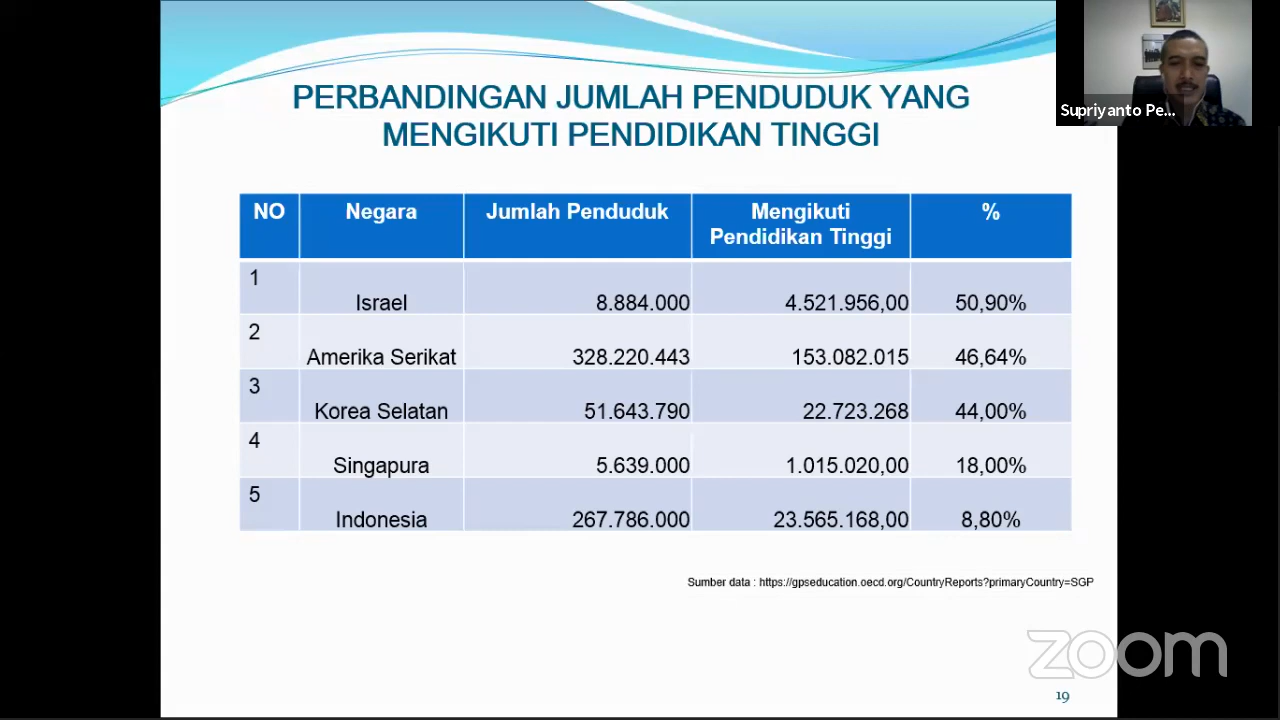 PERBANDINGAN JUMLAH PENDUDUK YANG
MENGIKUTI PENDIDIKAN TINGGI
Supriyanto Pe...
NO Negara Jumlah Penduduk Mengikuti Pendidikan Tinggi %
1 Israel 8.884.000 4.521.956,00 50,90%
2 Amerika Serikat 328.220.443 153.082.015 46,64%
3 Korea Selatan 51.643.790 22.723.268 44,00%
4 Singapura 5.639.000 1.015.020,00 18,00%
5 Indonesia 267.786.000 23.565.168,00 8,80%
Sumber data : https://gpseducation.oecd.org/CountryReports?primaryCountry=SGP
zoom
19